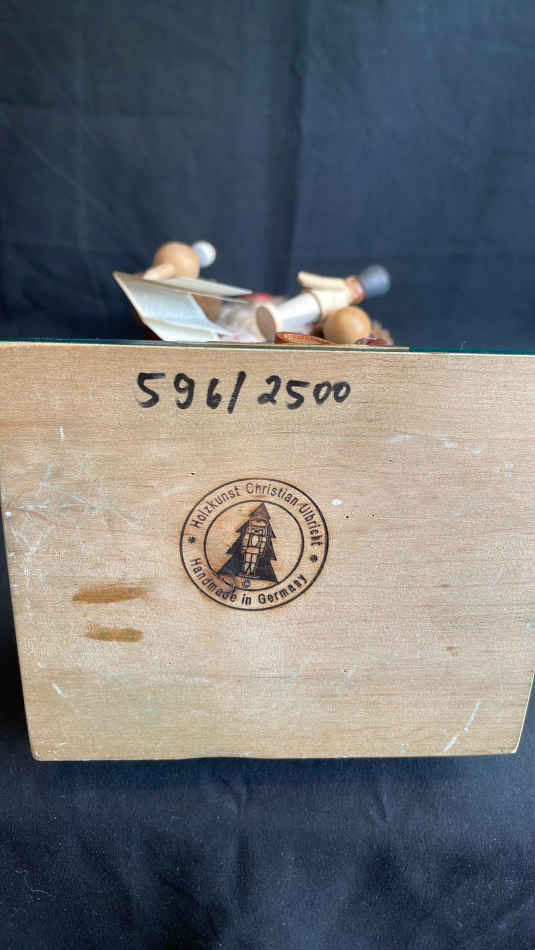 596/2500
Holzkunst Christian Ulbricht
©
Handmade in Germany